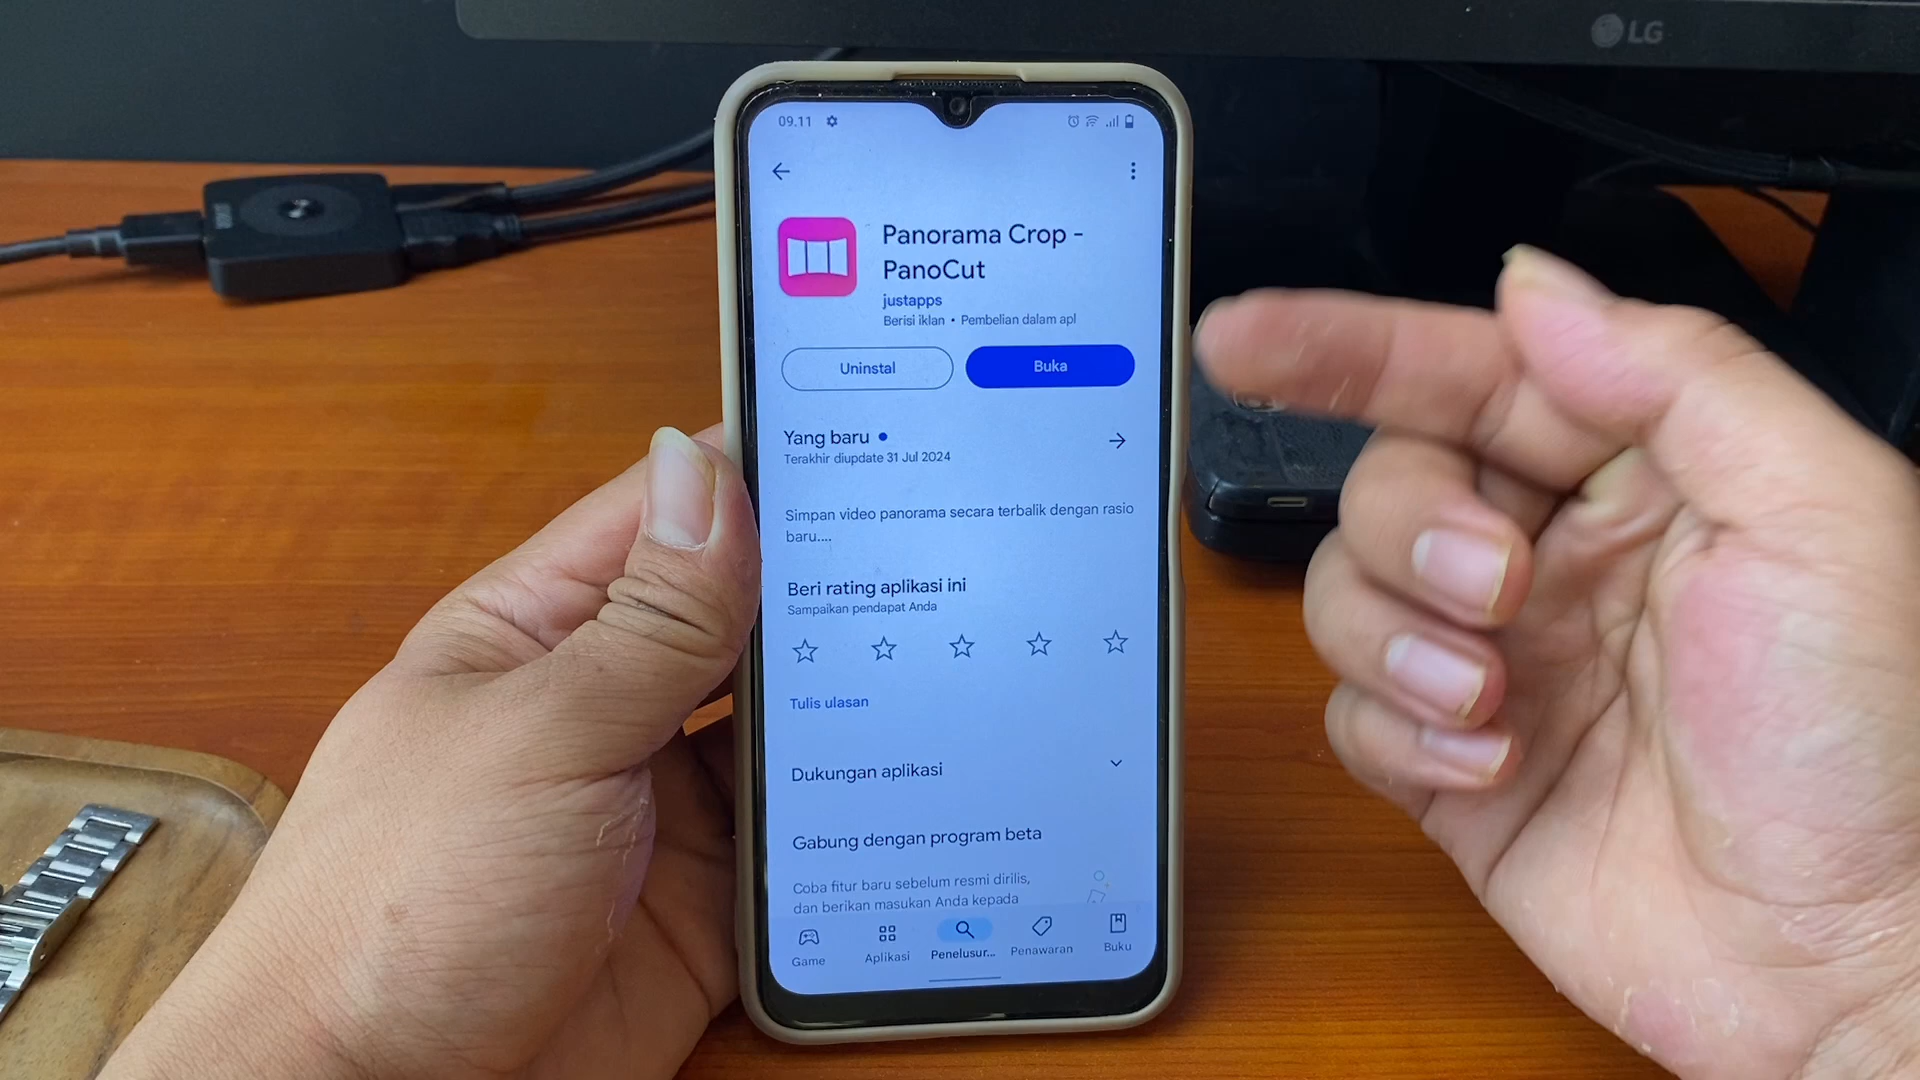 LG
09.11
Panorama Crop -
PanoCut
justapps
Berisi iklan • Pembelian dalam apl
Uninstal
Buka
Yang baru
Terakhir diupdate 31 Jul 2024
Simpan video panorama secara terbalik dengan rasio
baru....
Beri rating aplikasi ini
Sampaikan pendapat Anda
Tulis ulasan
Dukungan aplikasi
Gabung dengan program beta
Coba fitur baru sebelum resmi dirilis,
dan berikan masukan Anda kepada
Game
Aplikasi
Penelusur...
Penawaran
Buku